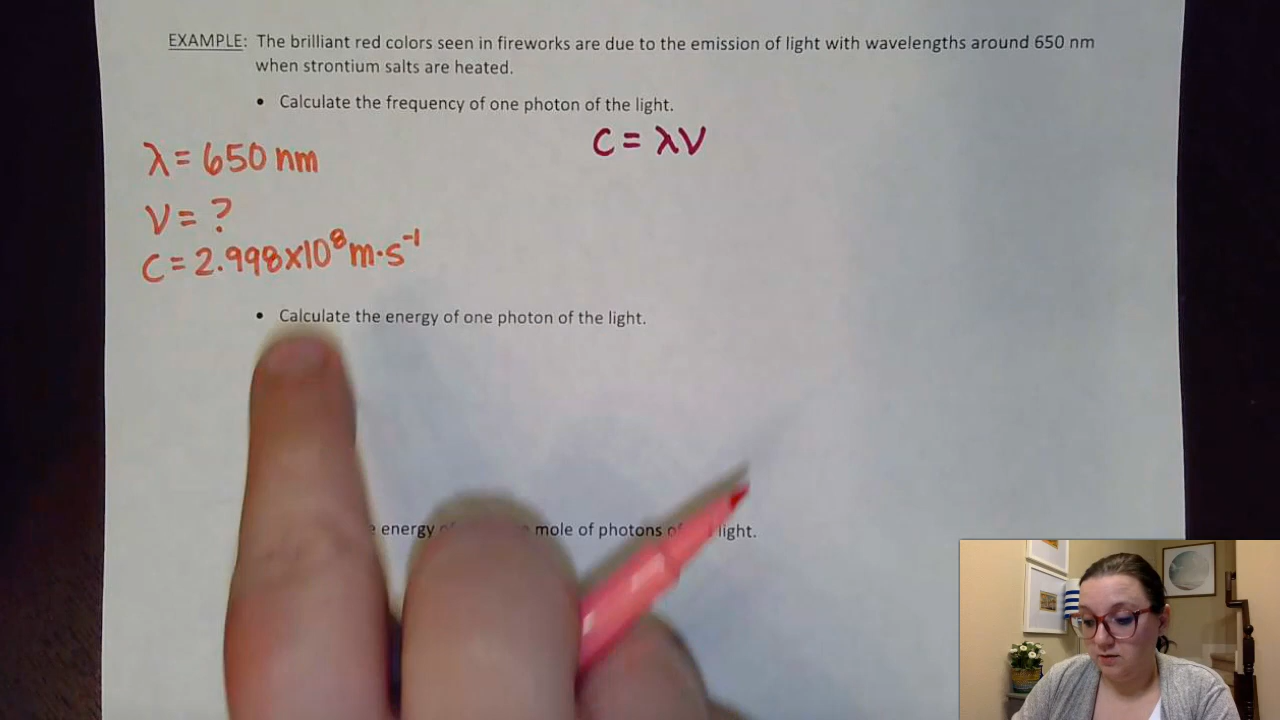 EXAMPLE: The brilliant red colors seen in fireworks are due to the emission of light with wavelengths around 650 nm
when strontium salts are heated.
• Calculate the frequency of one photon of the light.
C = λν
λ = 650 nm
ν = ?
C = 2.998×10⁸ m·s⁻¹
• Calculate the energy of one photon of the light.
energy mole of photons light.